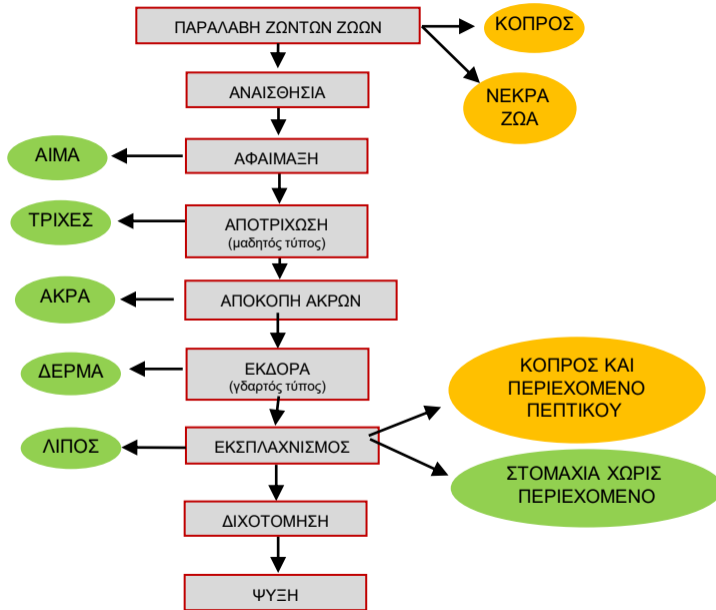 ΠΑΡΑΛΑΒΗ ΖΩΝΤΩΝ ΖΩΩΝ
ΚΟΠΡΟΣ
ΑΝΑΙΣΘΗΣΙΑ
ΝΕΚΡΑ
ΖΩΑ
ΑΙΜΑ
ΑΦΑΙΜΑΞΗ
ΤΡΙΧΕΣ
ΑΠΟΤΡΙΧΩΣΗ
(μαδητός τύπος)
ΑΚΡΑ
ΑΠΟΚΟΠΗ ΑΚΡΩΝ
ΔΕΡΜΑ
ΕΚΔΟΡΑ
(γδαρτός τύπος)
ΚΟΠΡΟΣ ΚΑΙ
ΠΕΡΙΕΧΟΜΕΝΟ
ΠΕΠΤΙΚΟΥ
ΛΙΠΟΣ
ΕΚΣΠΛΑΧΝΙΣΜΟΣ
ΣΤΟΜΑΧΙΑ ΧΩΡΙΣ
ΠΕΡΙΕΧΟΜΕΝΟ
ΔΙΧΟΤΟΜΗΣΗ
ΨΥΞΗ